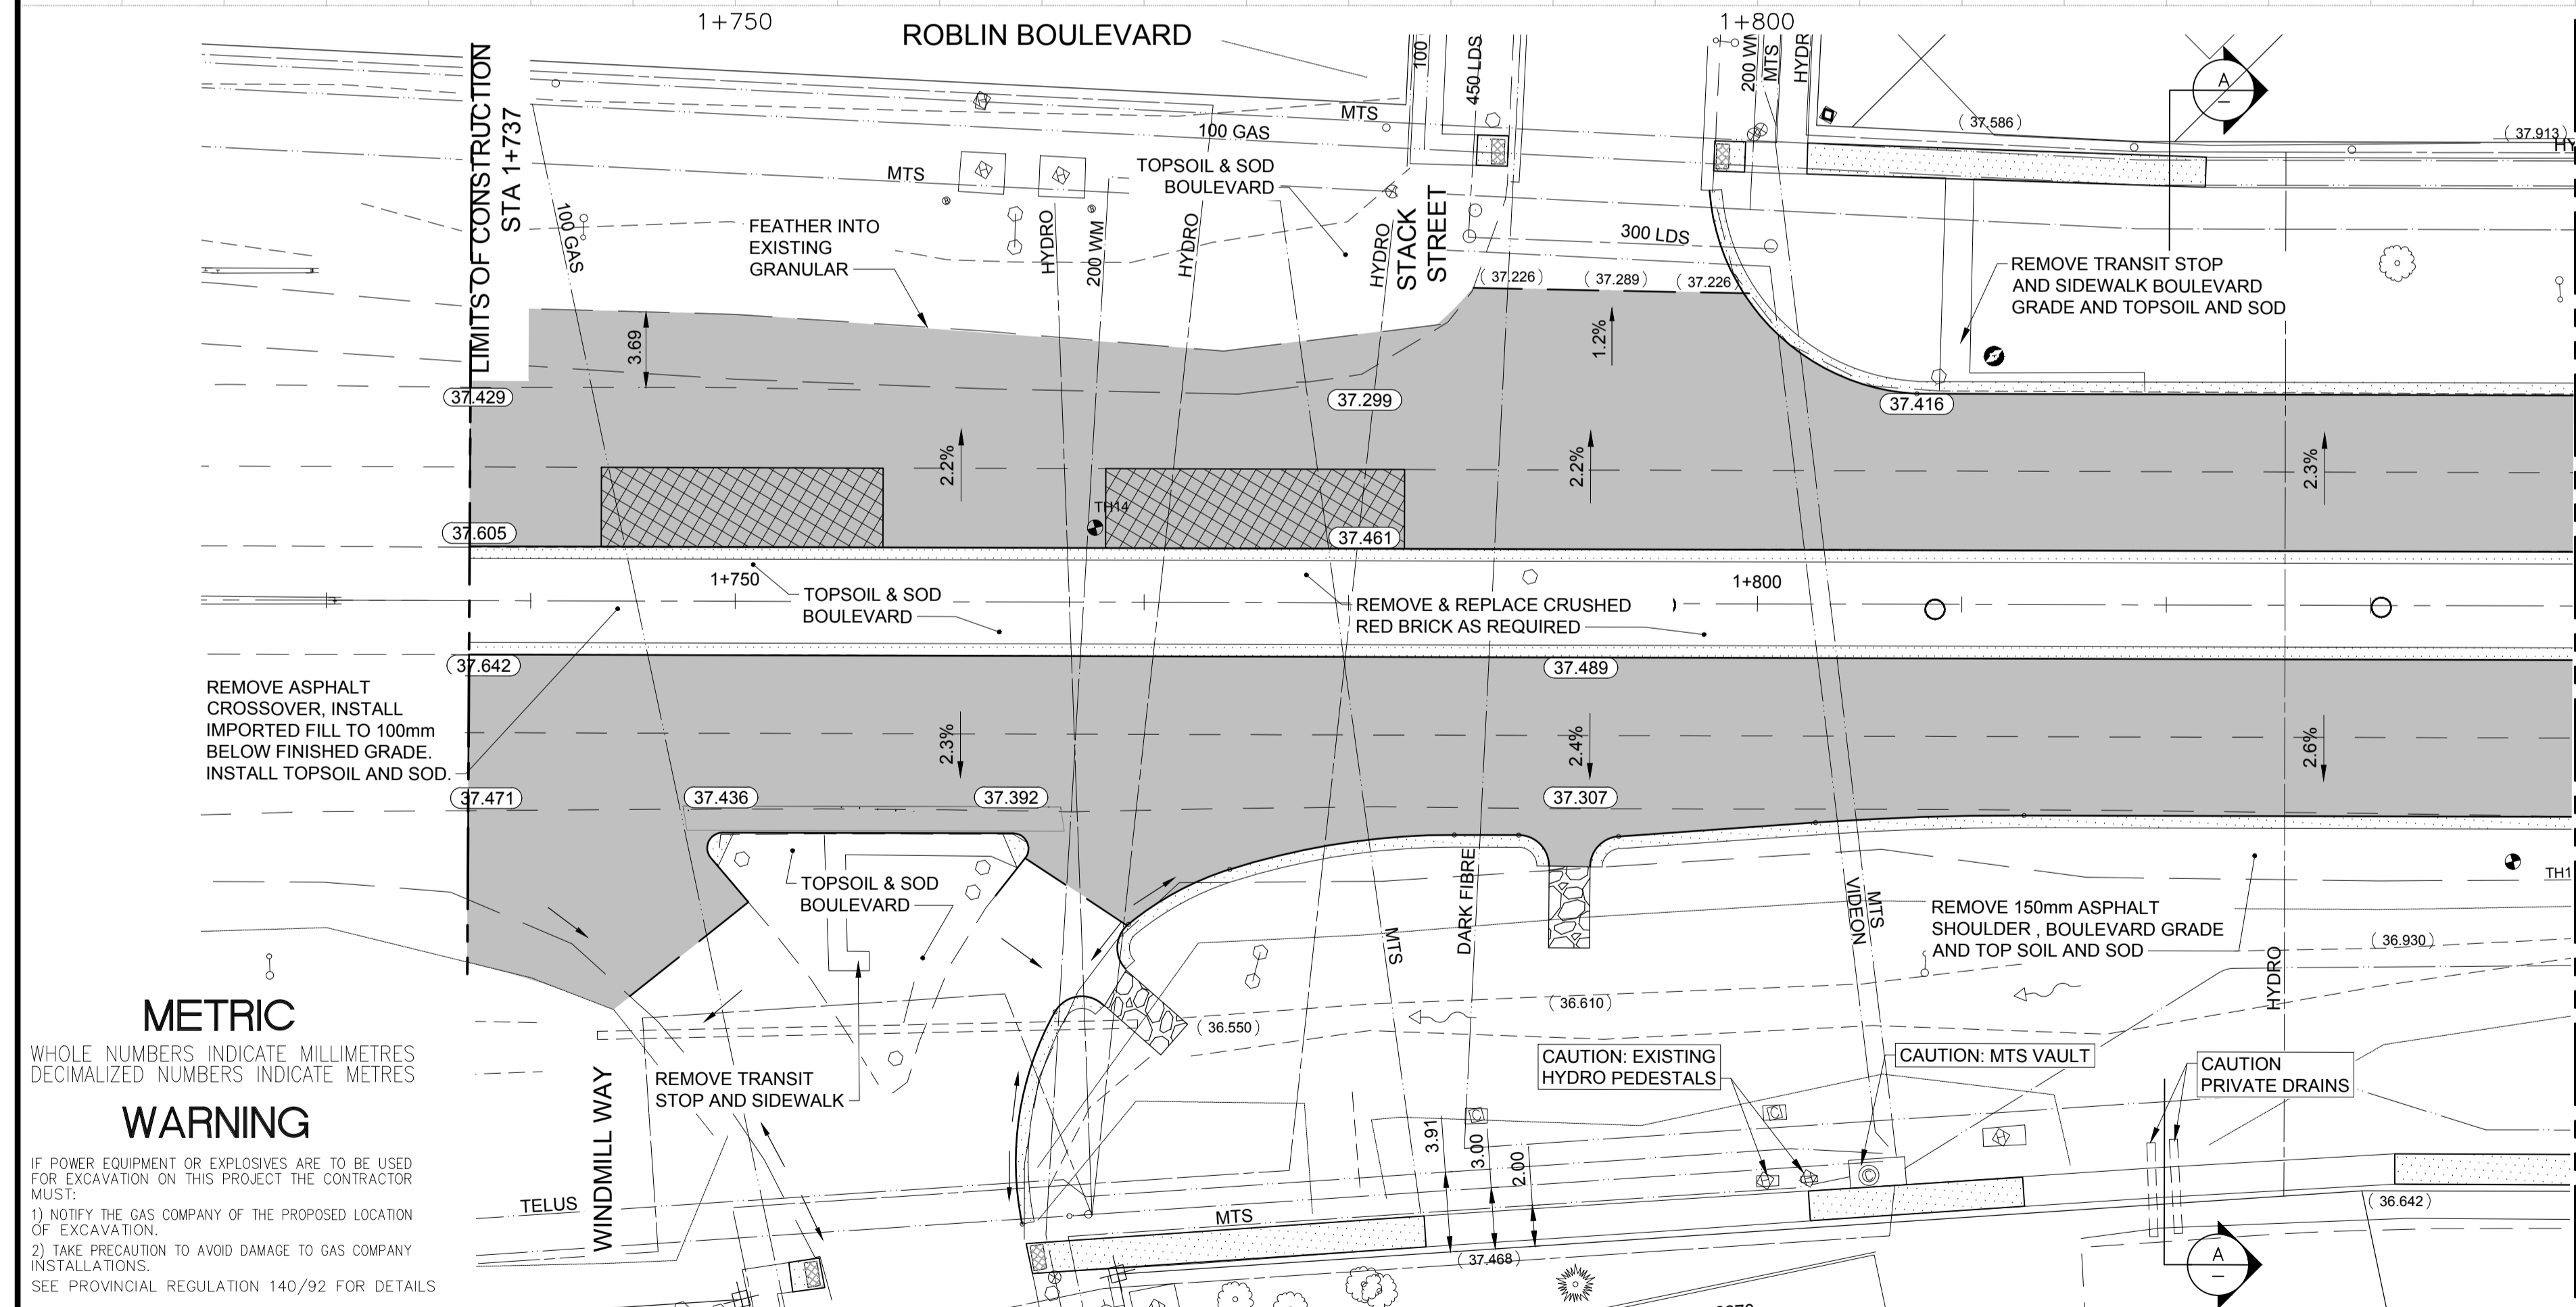 1+750
ROBLIN BOULEVARD
1+800
LIMITS OF CONSTRUCTION
STA 1+737
100
450 LDS
200 WM
MTS
HYDR
A
(37.586)
(37.913)
HY
MTS
100 GAS
MTS
TOPSOIL & SOD
BOULEVARD
100 GAS
FEATHER INTO
EXISTING
GRANULAR
HYDRO
200 WM
HYDRO
HYDRO
STACK
STREET
300 LDS
(37.226)
(37.289)
(37.226)
REMOVE TRANSIT STOP
AND SIDEWALK BOULEVARD
GRADE AND TOPSOIL AND SOD
3.69
1.2%
37.429
37.299
37.416
2.2%
2.2%
2.3%
TH14
37.605
37.461
1+750
TOPSOIL & SOD
BOULEVARD
REMOVE & REPLACE CRUSHED
RED BRICK AS REQUIRED
1+800
37.642
37.489
REMOVE ASPHALT
CROSSOVER, INSTALL
IMPORTED FILL TO 100mm
BELOW FINISHED GRADE.
INSTALL TOPSOIL AND SOD.
2.3%
2.4%
2.6%
37.471
37.436
37.392
37.307
TOPSOIL & SOD
BOULEVARD
MTS
DARK FIBRE
VIDEON
MTS
REMOVE 150mm ASPHALT
SHOULDER , BOULEVARD GRADE
AND TOP SOIL AND SOD
TH1
(36.930)
HYDRO
(36.610)
(36.550)
METRIC
WHOLE NUMBERS INDICATE MILLIMETRES
DECIMALIZED NUMBERS INDICATE METRES
WARNING
IF POWER EQUIPMENT OR EXPLOSIVES ARE TO BE USED
FOR EXCAVATION ON THIS PROJECT THE CONTRACTOR
MUST:
1) NOTIFY THE GAS COMPANY OF THE PROPOSED LOCATION
OF EXCAVATION.
2) TAKE PRECAUTION TO AVOID DAMAGE TO GAS COMPANY
INSTALLATIONS.
SEE PROVINCIAL REGULATION 140/92 FOR DETAILS
REMOVE TRANSIT
STOP AND SIDEWALK
WINDMILL WAY
CAUTION: EXISTING
HYDRO PEDESTALS
CAUTION: MTS VAULT
CAUTION
PRIVATE DRAINS
3.91
3.00
2.00
TELUS
MTS
(37.468)
(36.642)
A